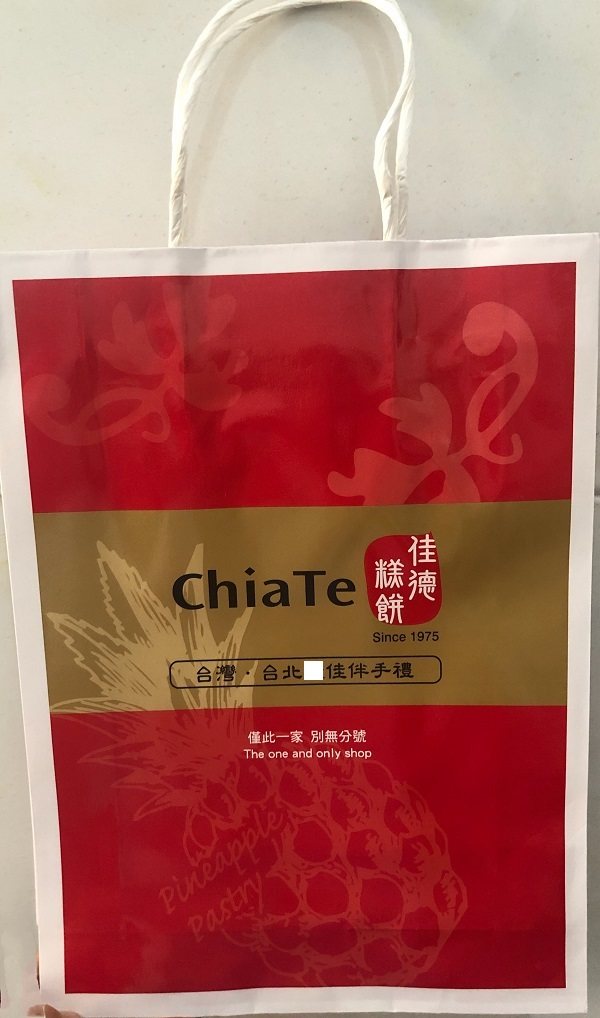 ChiaTe
佳德
糕餅
Since 1975
台灣・台北 佳伴手禮
僅此一家 別無分號
The one and only shop
Pineapple
Pastry